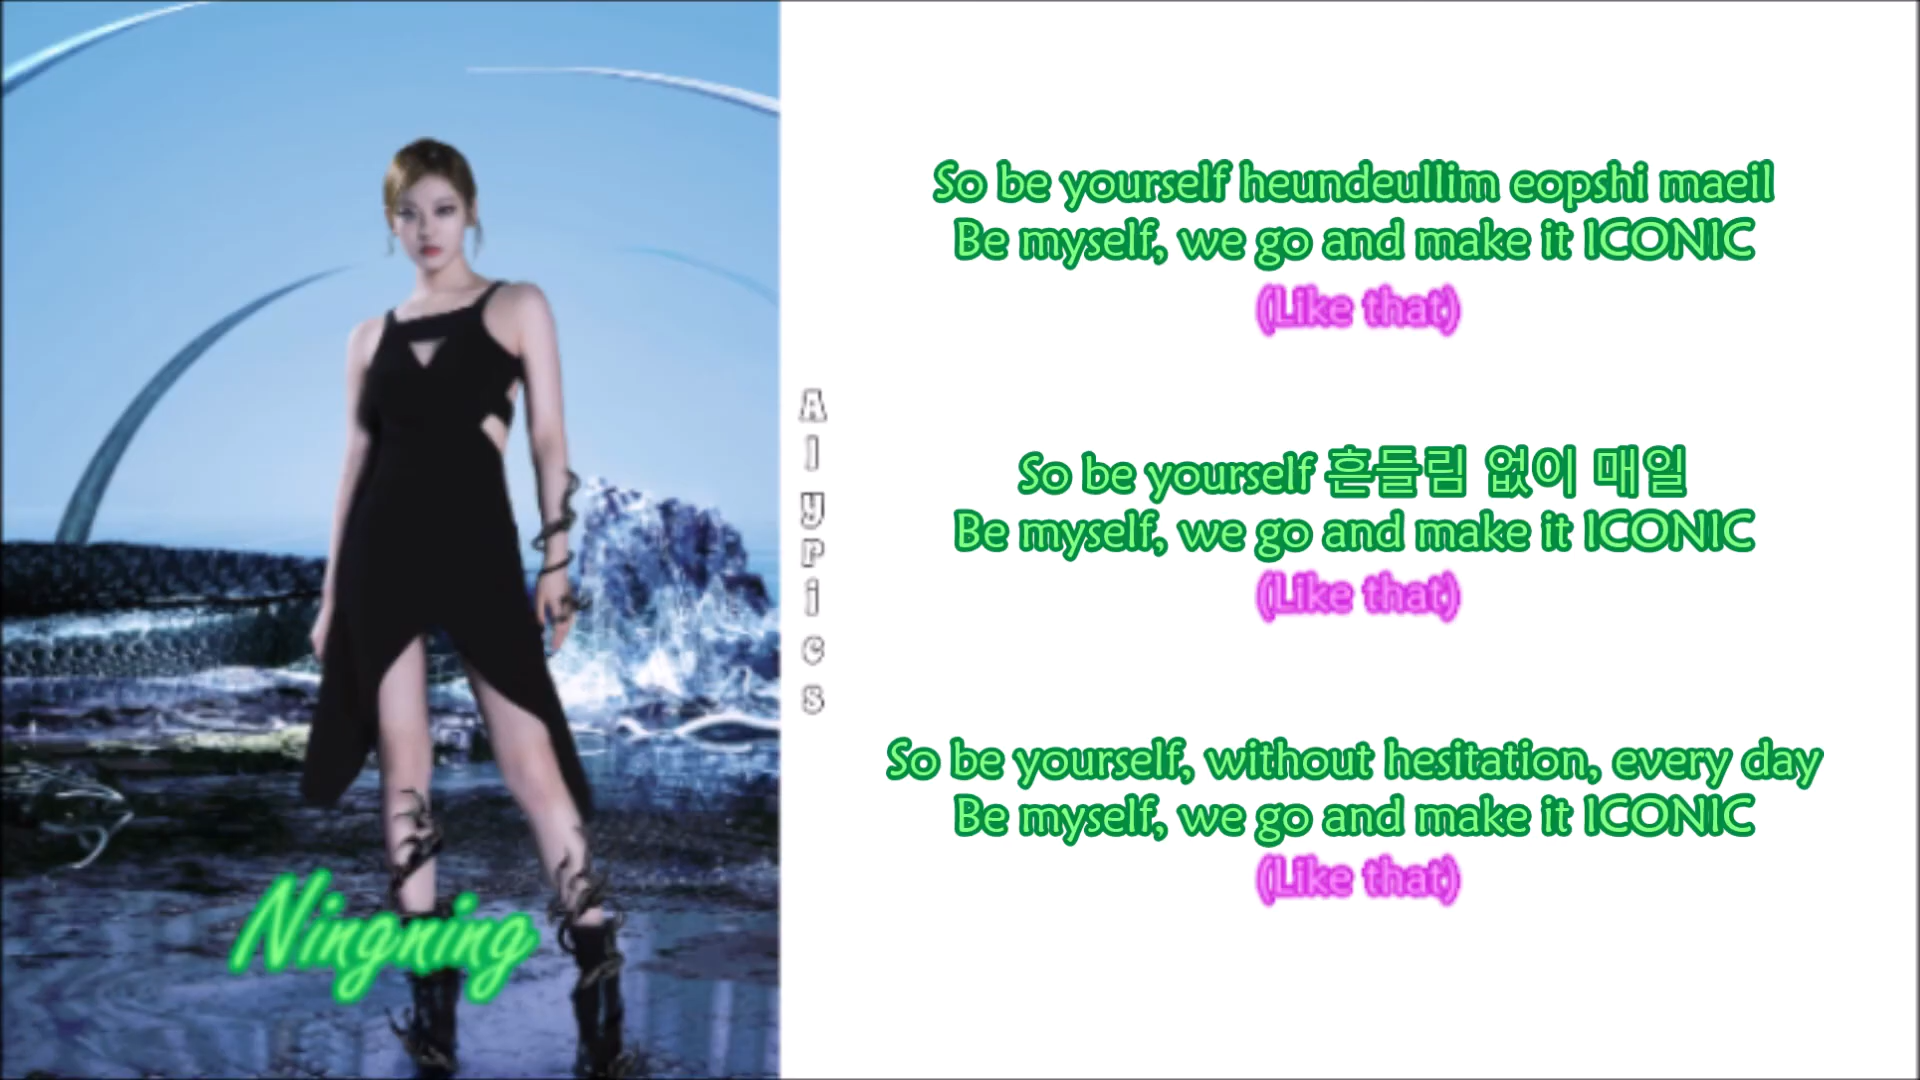 Ningning
Alypics
So be yourself heundeullim eopshi maeil
Be myself, we go and make it ICONIC
(Like that)
So be yourself 흔들림 없이 매일
Be myself, we go and make it ICONIC
(Like that)
So be yourself, without hesitation, every day
Be myself, we go and make it ICONIC
(Like that)